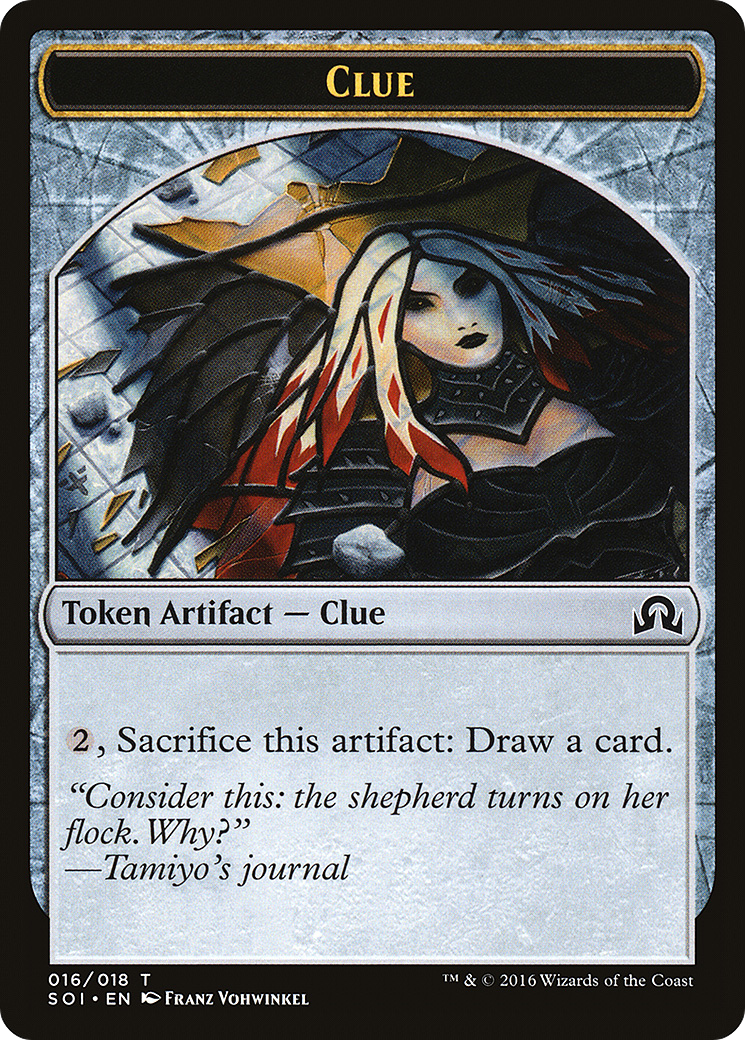 Clue
Token Artifact — Clue
2, Sacrifice this artifact: Draw a card.
“Consider this: the shepherd turns on her
flock. Why?”
—Tamiyo’s journal
016/018 T
SOI • EN Franz Vohwinkel
™ & © 2016 Wizards of the Coast